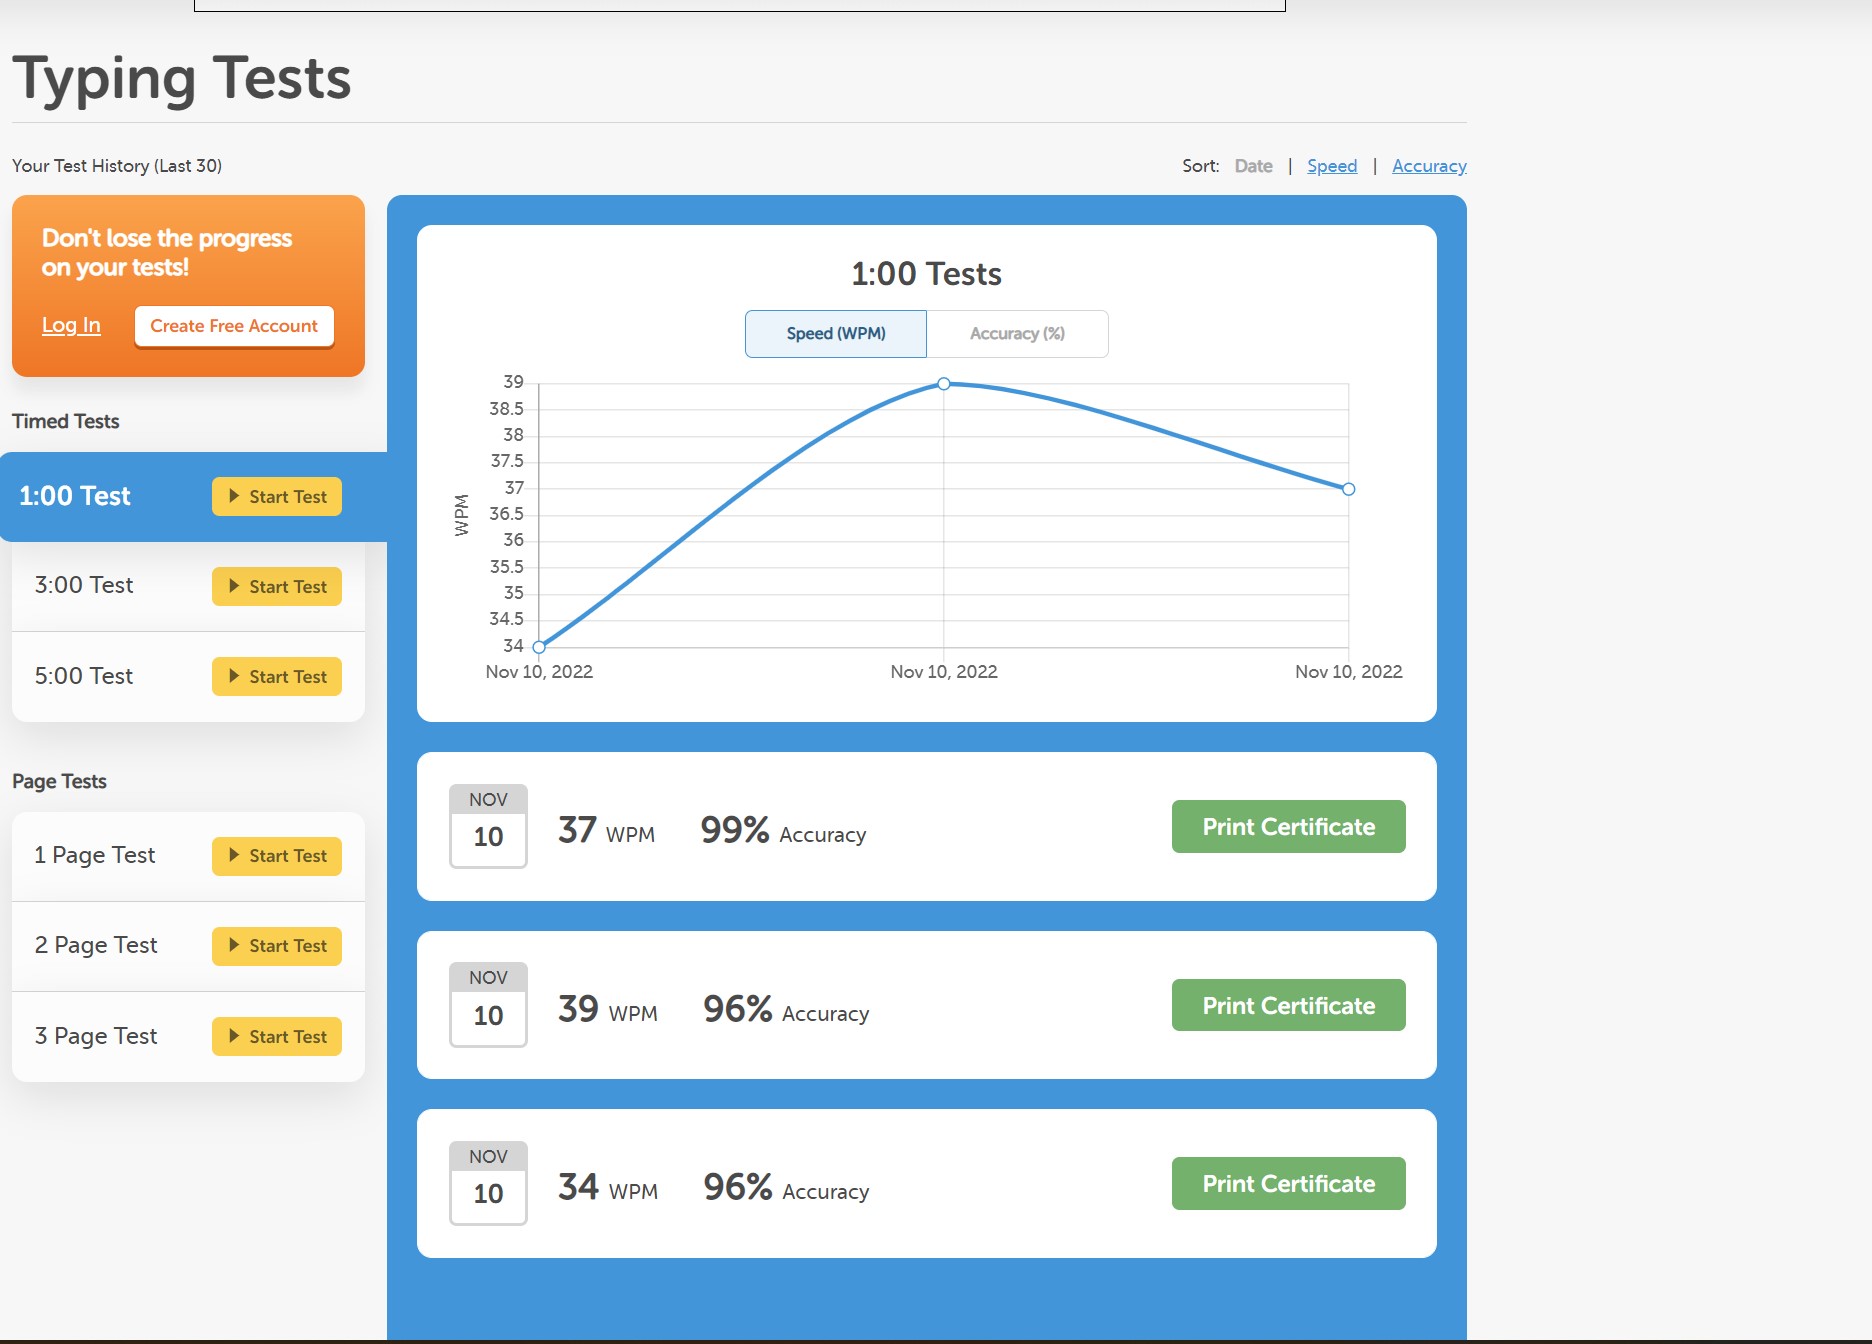 Typing Tests
Your Test History (Last 30)
Sort: Date | Speed | Accuracy
Don't lose the progress
on your tests!
Log In
Create Free Account
Timed Tests
1:00 Test
Start Test
3:00 Test
Start Test
5:00 Test
Start Test
Page Tests
1 Page Test
Start Test
2 Page Test
Start Test
3 Page Test
Start Test
1:00 Tests
Speed (WPM)
Accuracy (%)
WPM
39
38.5
38
37.5
37
36.5
36
35.5
35
34.5
34
Nov 10, 2022
Nov 10, 2022
Nov 10, 2022
NOV
10
37 WPM
99% Accuracy
Print Certificate
NOV
10
39 WPM
96% Accuracy
Print Certificate
NOV
10
34 WPM
96% Accuracy
Print Certificate